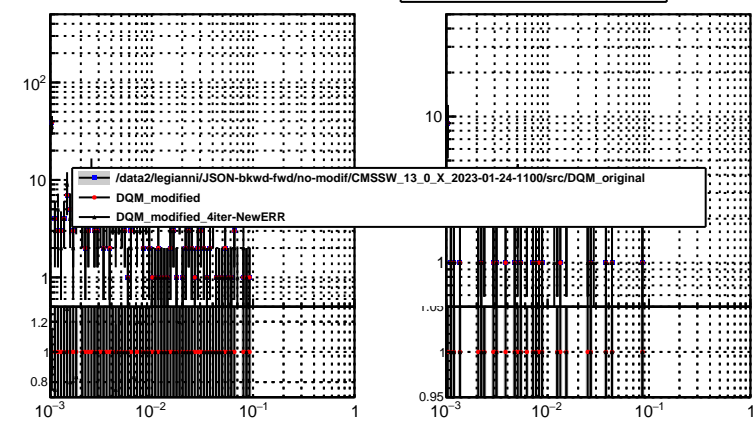 10²
10
1
10
1
/data2/legianni/JSON-bkwd-fwd/no-modif/CMSSW_13_0_X_2023-01-24-1100/src/DQM_original
DQM_modified
DQM_modified_4iter-NewERR
1.2
1
0.8
1.05
1
0.95
10⁻³ 10⁻² 10⁻¹ 1
10⁻³ 10⁻² 10⁻¹ 1